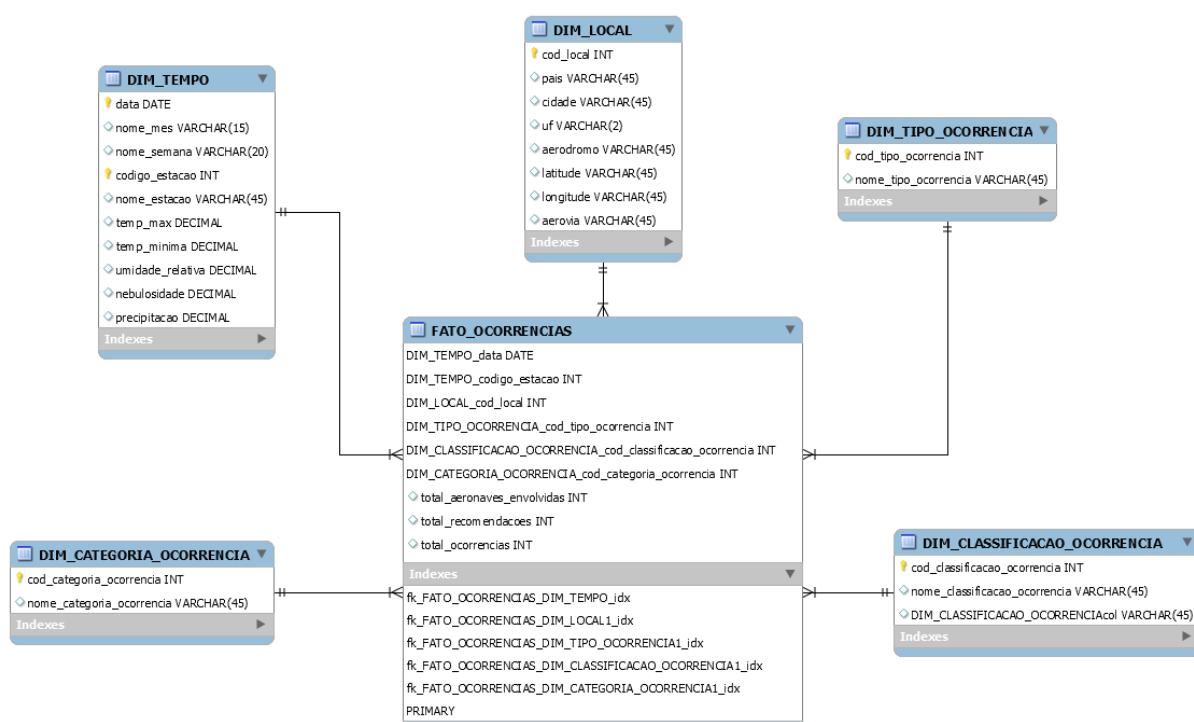 DIM_LOCAL
cod_local INT
pais VARCHAR(45)
cidade VARCHAR(45)
uf VARCHAR(2)
aerodromo VARCHAR(45)
latitude VARCHAR(45)
longitude VARCHAR(45)
aerovia VARCHAR(45)
Indexes
DIM_TEMPO
data DATE
nome_mes VARCHAR(15)
nome_semana VARCHAR(20)
codigo_estacao INT
nome_estacao VARCHAR(45)
temp_max DECIMAL
temp_minima DECIMAL
umidade_relativa DECIMAL
nebulosidade DECIMAL
precipitacao DECIMAL
Indexes
DIM_TIPO_OCORRENCIA
cod_tipo_ocorrencia INT
nome_tipo_ocorrencia VARCHAR(45)
Indexes
FATO_OCORRENCIAS
DIM_TEMPO_data DATE
DIM_TEMPO_codigo_estacao INT
DIM_LOCAL_cod_local INT
DIM_TIPO_OCORRENCIA_cod_tipo_ocorrencia INT
DIM_CLASSIFICACAO_OCORRENCIA_cod_classificacao_ocorrencia INT
DIM_CATEGORIA_OCORRENCIA_cod_categoria_ocorrencia INT
total_aeronaves_envolvidas INT
total_recomendacoes INT
total_ocorrencias INT
Indexes
fk_FATO_OCORRENCIAS_DIM_TEMPO_idx
fk_FATO_OCORRENCIAS_DIM_LOCAL1_idx
fk_FATO_OCORRENCIAS_DIM_TIPO_OCORRENCIA1_idx
fk_FATO_OCORRENCIAS_DIM_CLASSIFICACAO_OCORRENCIA1_idx
fk_FATO_OCORRENCIAS_DIM_CATEGORIA_OCORRENCIA1_idx
PRIMARY
DIM_CATEGORIA_OCORRENCIA
cod_categoria_ocorrencia INT
nome_categoria_ocorrencia VARCHAR(45)
Indexes
DIM_CLASSIFICACAO_OCORRENCIA
cod_classificacao_ocorrencia INT
nome_classificacao_ocorrencia VARCHAR(45)
DIM_CLASSIFICACAO_OCORRENCIAcol VARCHAR(45)
Indexes